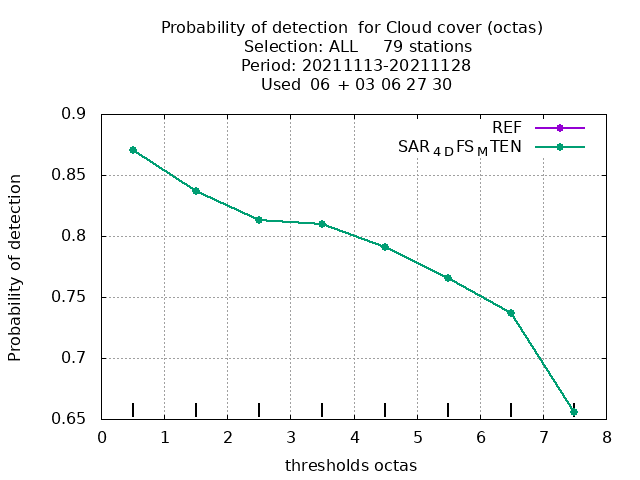 Probability of detection  for Cloud cover (octas)
Selection: ALL     79 stations
Period: 20211113-20211128
Used  06  + 03 06 27 30
REF
SAR 4 D FS M TEN
0.9
0.85
0.8
0.75
0.7
0.65
Probability of detection
0 1 2 3 4 5 6 7 8
thresholds octas